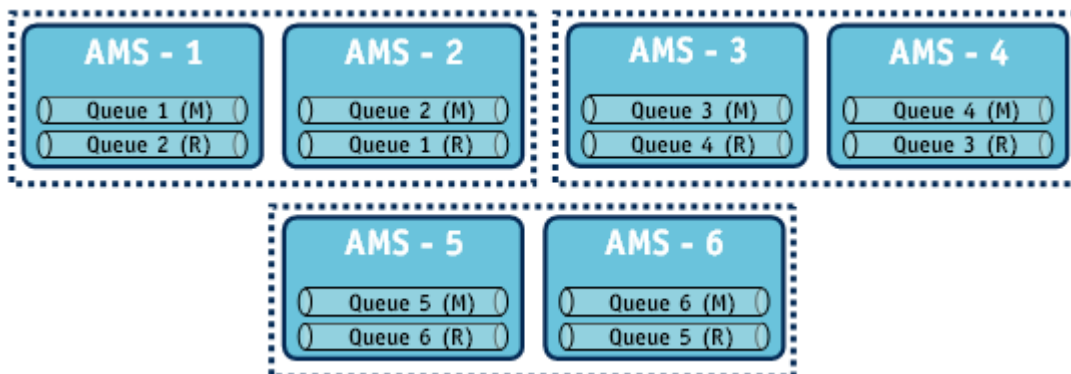 AMS - 1
Queue 1 (M)
Queue 2 (R)
AMS - 2
Queue 2 (M)
Queue 1 (R)
AMS - 3
Queue 3 (M)
Queue 4 (R)
AMS - 4
Queue 4 (M)
Queue 3 (R)
AMS - 5
Queue 5 (M)
Queue 6 (R)
AMS - 6
Queue 6 (M)
Queue 5 (R)